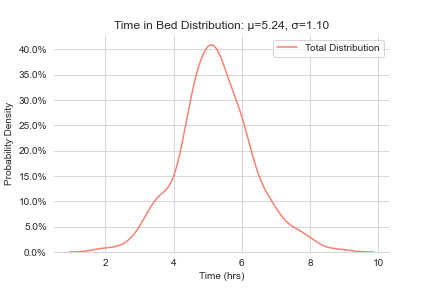 Time in Bed Distribution: μ=5.24, σ=1.10
Total Distribution
Probability Density
40.0%
35.0%
30.0%
25.0%
20.0%
15.0%
10.0%
5.0%
0.0%
2 4 6 8 10
Time (hrs)